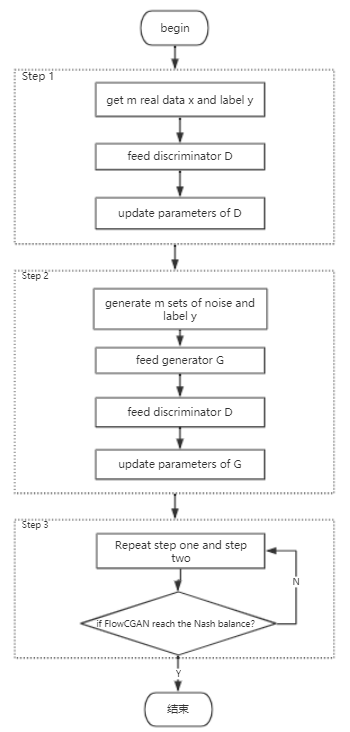 begin
Step 1
get m real data x and label y
feed discriminator D
update parameters of D
Step 2
generate m sets of noise and
label y
feed generator G
feed discriminator D
update parameters of G
Step 3
Repeat step one and step
two
N
if FlowCGAN reach the Nash balance?
Y
结束